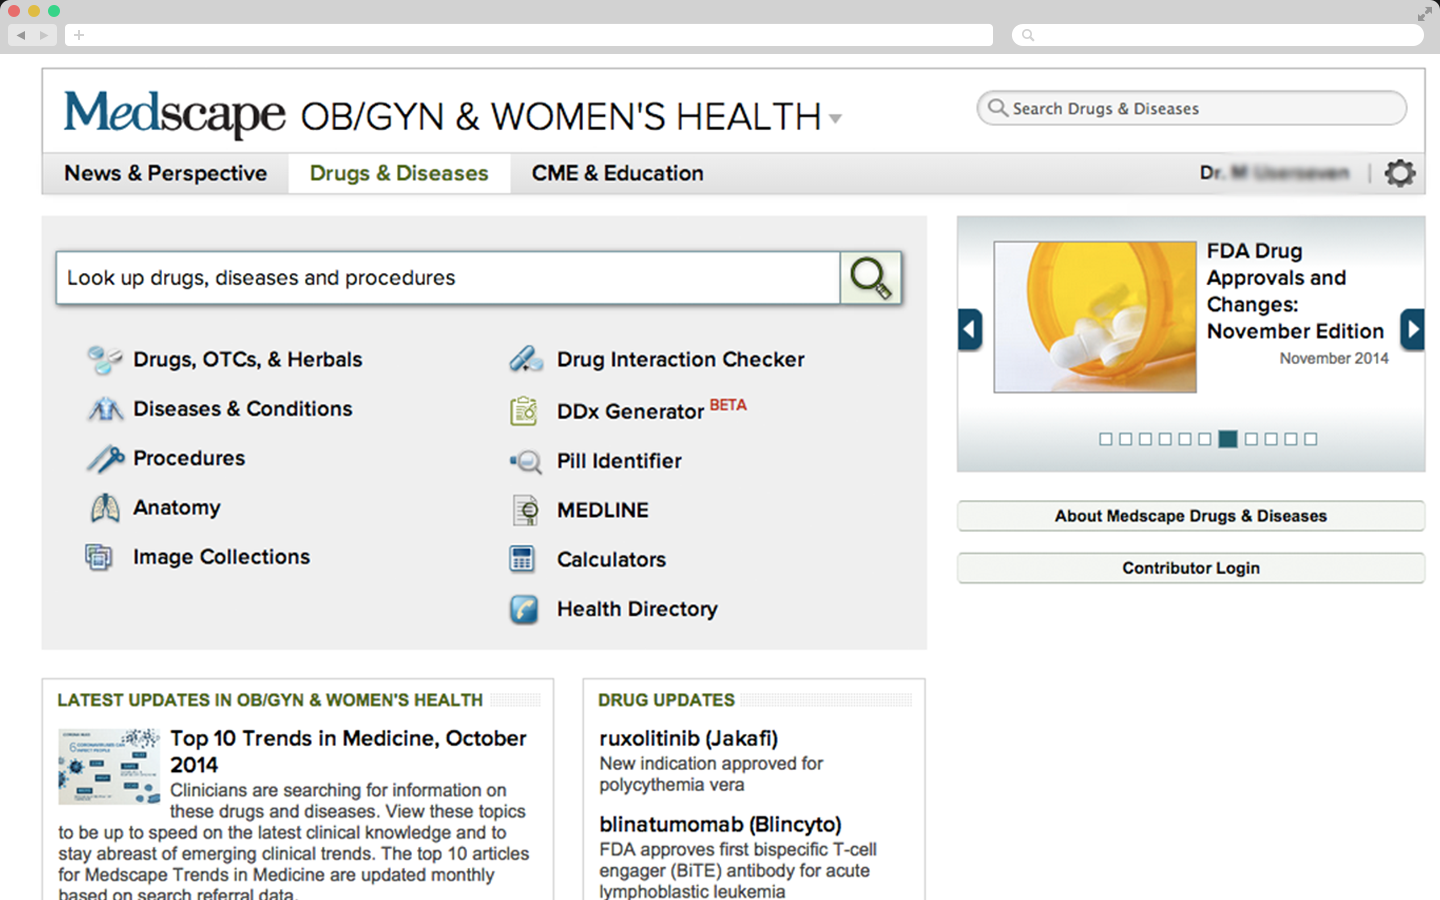 Medscape OB/GYN & WOMEN'S HEALTH
Search Drugs & Diseases
News & Perspective
Drugs & Diseases
CME & Education
Dr.
Look up drugs, diseases and procedures
Drugs, OTCs, & Herbals
Diseases & Conditions
Procedures
Anatomy
Image Collections
Drug Interaction Checker
DDx Generator BETA
Pill Identifier
MEDLINE
Calculators
Health Directory
FDA Drug
Approvals and
Changes:
November Edition
November 2014
About Medscape Drugs & Diseases
Contributor Login
LATEST UPDATES IN OB/GYN & WOMEN'S HEALTH
Top 10 Trends in Medicine, October
2014
Clinicians are searching for information on
these drugs and diseases. View these topics
to be up to speed on the latest clinical knowledge and to
stay abreast of emerging clinical trends. The top 10 articles
for Medscape Trends in Medicine are updated monthly
based on search referral data.
DRUG UPDATES
ruxolitinib (Jakafi)
New indication approved for
polycythemia vera
blinatumomab (Blincyto)
FDA approves first bispecific T-cell
engager (BiTE) antibody for acute
lymphoblastic leukemia